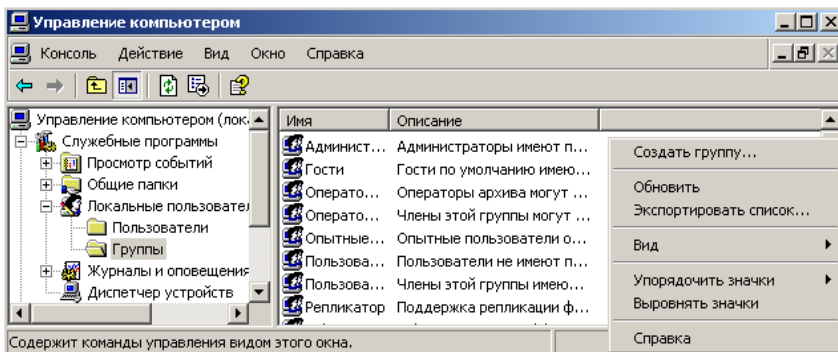 Управление компьютером
Консоль Действие Вид Окно Справка
Управление компьютером (лок
Служебные программы
Просмотр событий
Общие папки
Локальные пользовател
Пользователи
Группы
Журналы и оповещения
Диспетчер устройств
Имя Описание
Админист... Администраторы имеют п...
Гости Гости по умолчанию имею...
Операто... Операторы архива могут ...
Операто... Члены этой группы могут ...
Опытные... Опытные пользователи о...
Пользова... Пользователи не имеют п...
Пользова... Члены этой группы имею...
Репликатор Поддержка репликации ф...
Создать группу...
Обновить
Экспортировать список...
Вид
Упорядочить значки
Выровнять значки
Справка
Содержит команды управления видом этого окна.